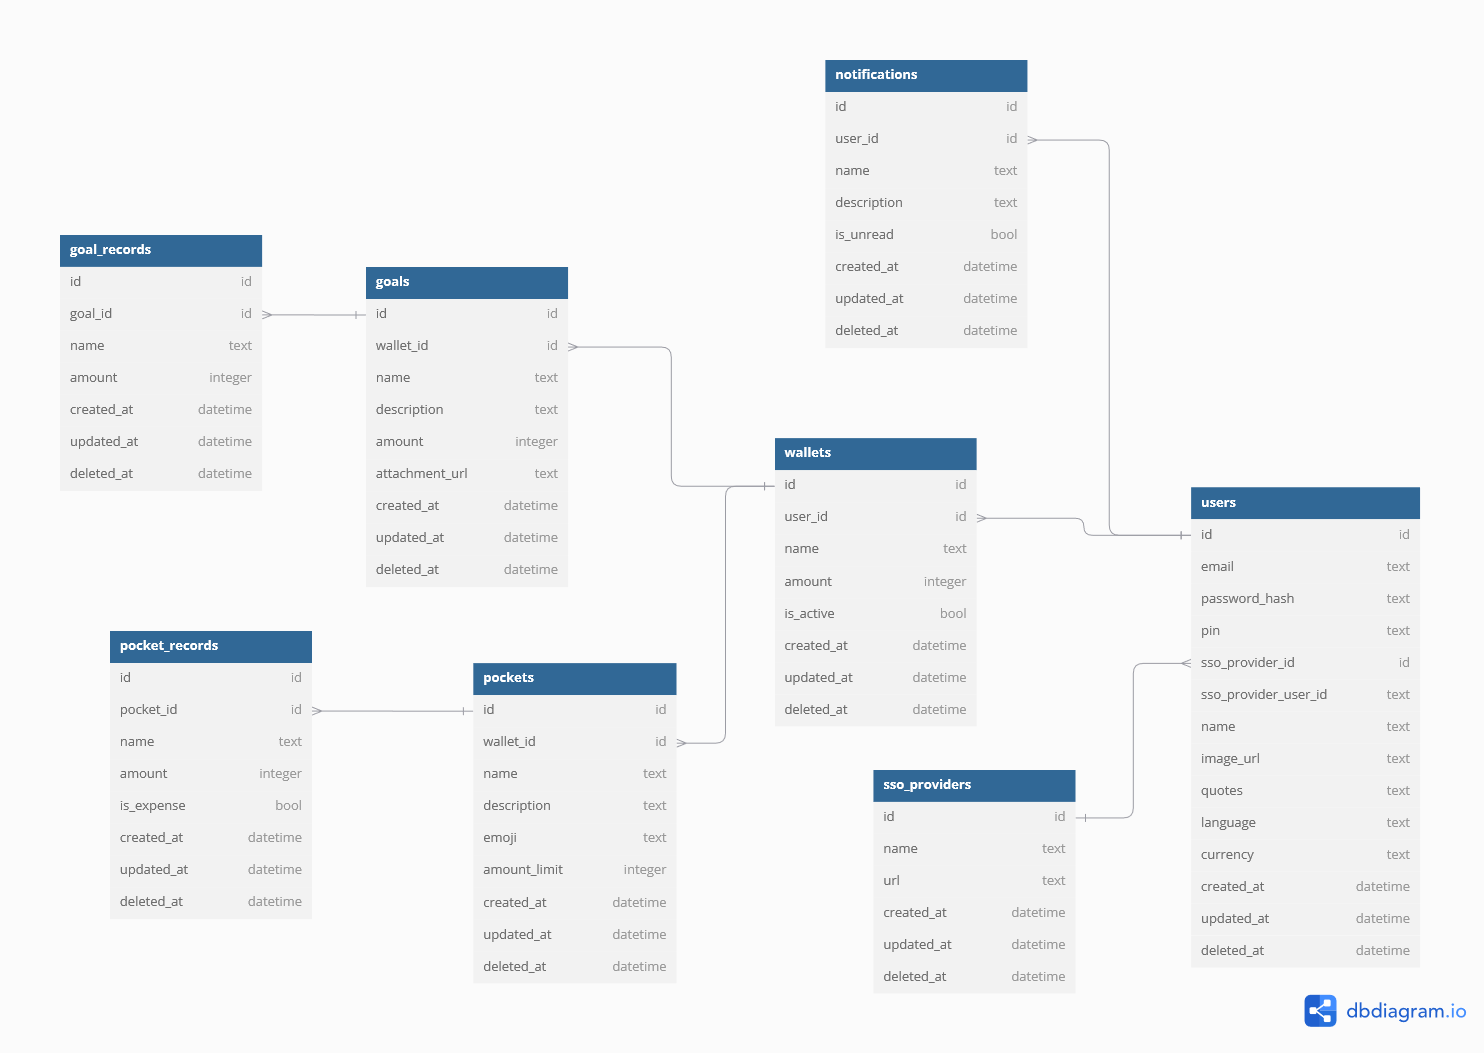 notifications
id id
user_id id
name text
description text
is_unread bool
created_at datetime
updated_at datetime
deleted_at datetime
goal_records
id id
goal_id id
name text
amount integer
created_at datetime
updated_at datetime
deleted_at datetime
goals
id id
wallet_id id
name text
description text
amount integer
attachment_url text
created_at datetime
updated_at datetime
deleted_at datetime
wallets
id id
user_id id
name text
amount integer
is_active bool
created_at datetime
updated_at datetime
deleted_at datetime
users
id id
email text
password_hash text
pin text
sso_provider_id id
sso_provider_user_id text
name text
image_url text
quotes text
language text
currency text
created_at datetime
updated_at datetime
deleted_at datetime
pocket_records
id id
pocket_id id
name text
amount integer
is_expense bool
created_at datetime
updated_at datetime
deleted_at datetime
pockets
id id
wallet_id id
name text
description text
emoji text
amount_limit integer
created_at datetime
updated_at datetime
deleted_at datetime
sso_providers
id id
name text
url text
created_at datetime
updated_at datetime
deleted_at datetime
dbdiagram.io